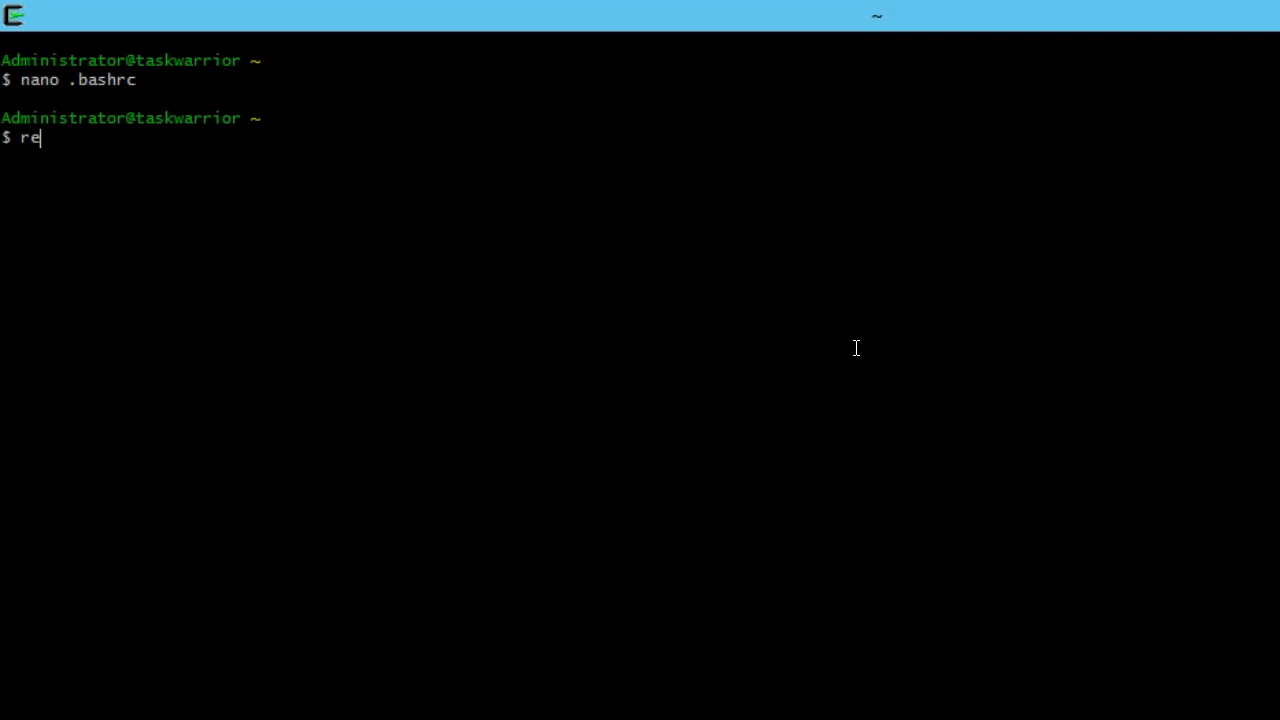 ~
Administrator@taskwarrior ~
$ nano .bashrc
Administrator@taskwarrior ~
$ re